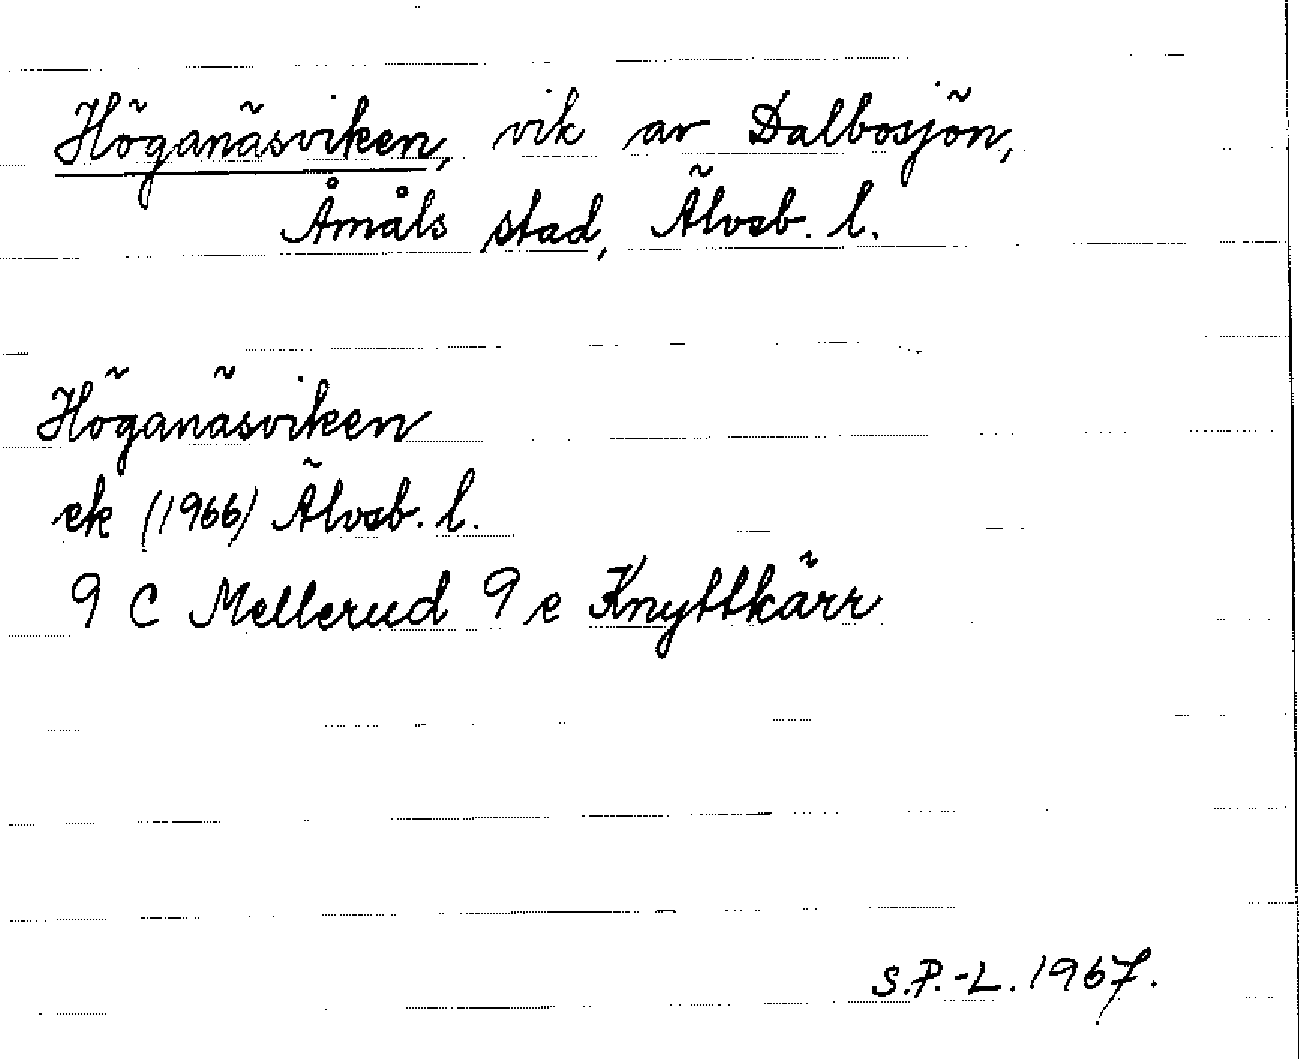 Höganäsviken, vik av Dalbosjön,
Åmåls stad, Älvsb. l.
Höganäsviken
ek (1966) Älvsb. l.
9 C Mellerud 9 e Knyttkärr
S.P.-L. 1967.